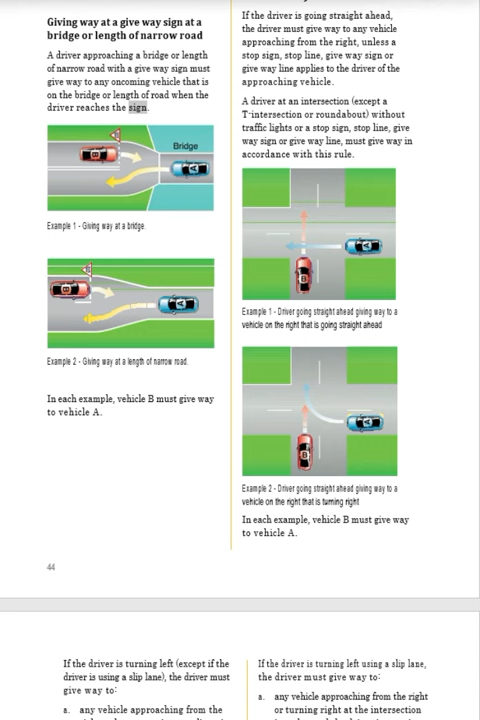 Giving way at a give way sign at a
bridge or length of narrow road
A driver approaching a bridge or length
of narrow road with a give way sign must
give way to any oncoming vehicle that is
on the bridge or length of road when the
driver reaches the sign.
Bridge
B
A
Example 1 - Giving way at a bridge.
B
A
Example 2 - Giving way at a length of narrow road.
In each example, vehicle B must give way
to vehicle A.
If the driver is going straight ahead,
the driver must give way to any vehicle
approaching from the right, unless a
stop sign, stop line, give way sign or
give way line applies to the driver of the
approaching vehicle.
A driver at an intersection (except a
T-intersection or roundabout) without
traffic lights or a stop sign, stop line, give
way sign or give way line, must give way in
accordance with this rule.
A
B
Example 1 - Driver going straight ahead giving way to a
vehicle on the right that is going straight ahead
A
B
Example 2 - Driver going straight ahead giving way to a
vehicle on the right that is turning right
In each example, vehicle B must give way
to vehicle A.
44
If the driver is turning left (except if the
driver is using a slip lane), the driver must
give way to:
a. any vehicle approaching from the
If the driver is turning left using a slip lane,
the driver must give way to:
a. any vehicle approaching from the right
or turning right at the intersection